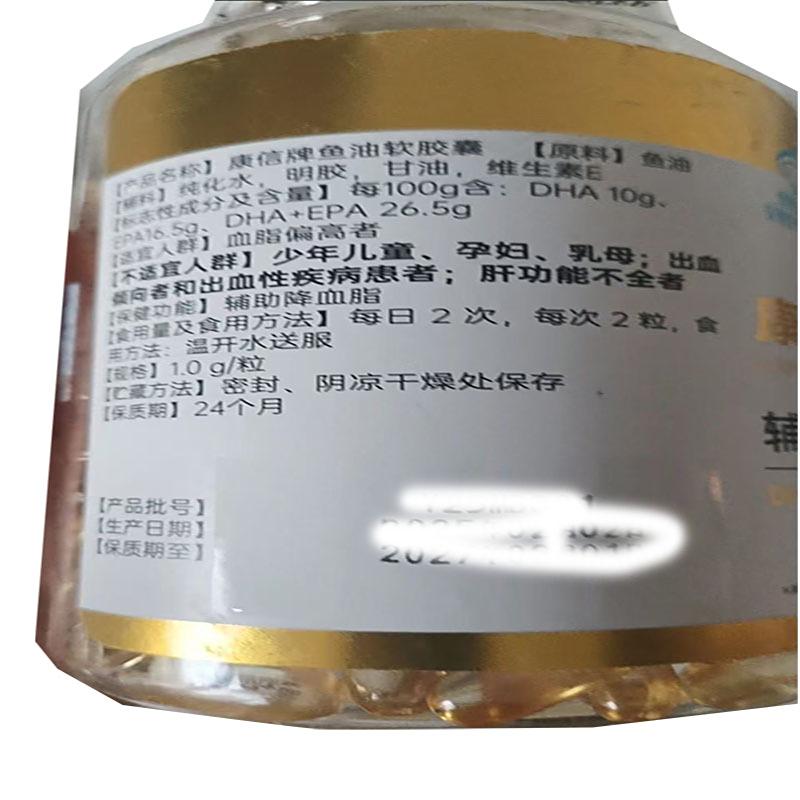 【产品名称】康信牌鱼油软胶囊 【原料】鱼油
【辅料】纯化水,明胶,甘油,维生素E
【标志性成分及含量】每100g含:DHA 10g、
EPA16.5g、DHA+EPA 26.5g
【适宜人群】血脂偏高者
【不适宜人群】少年儿童、孕妇、乳母;出血
倾向者和出血性疾病患者;肝功能不全者
【保健功能】辅助降血脂
【食用量及食用方法】每日2次,每次2粒,食
用方法:温开水送服
【规格】1.0 g/粒
【贮藏方法】密封、阴凉干燥处保存
【保质期】24个月
【产品批号】
【生产日期】
【保质期至】 2027
辅